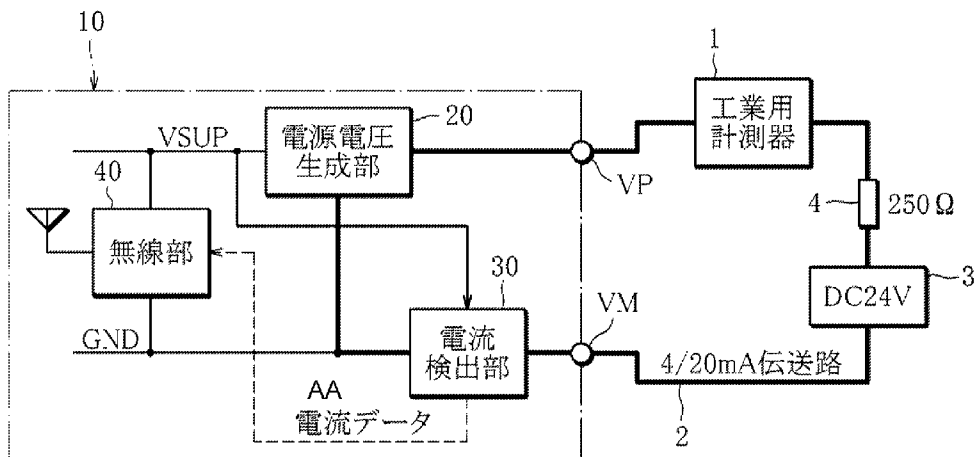 10
1
工業用
計測器
20
電源電圧
生成部
VSUP
VP
40
無線部
4
250Ω
30
電流
検出部
VM
DC24V
3
GND
4/20mA伝送路
2
AA
電流データ